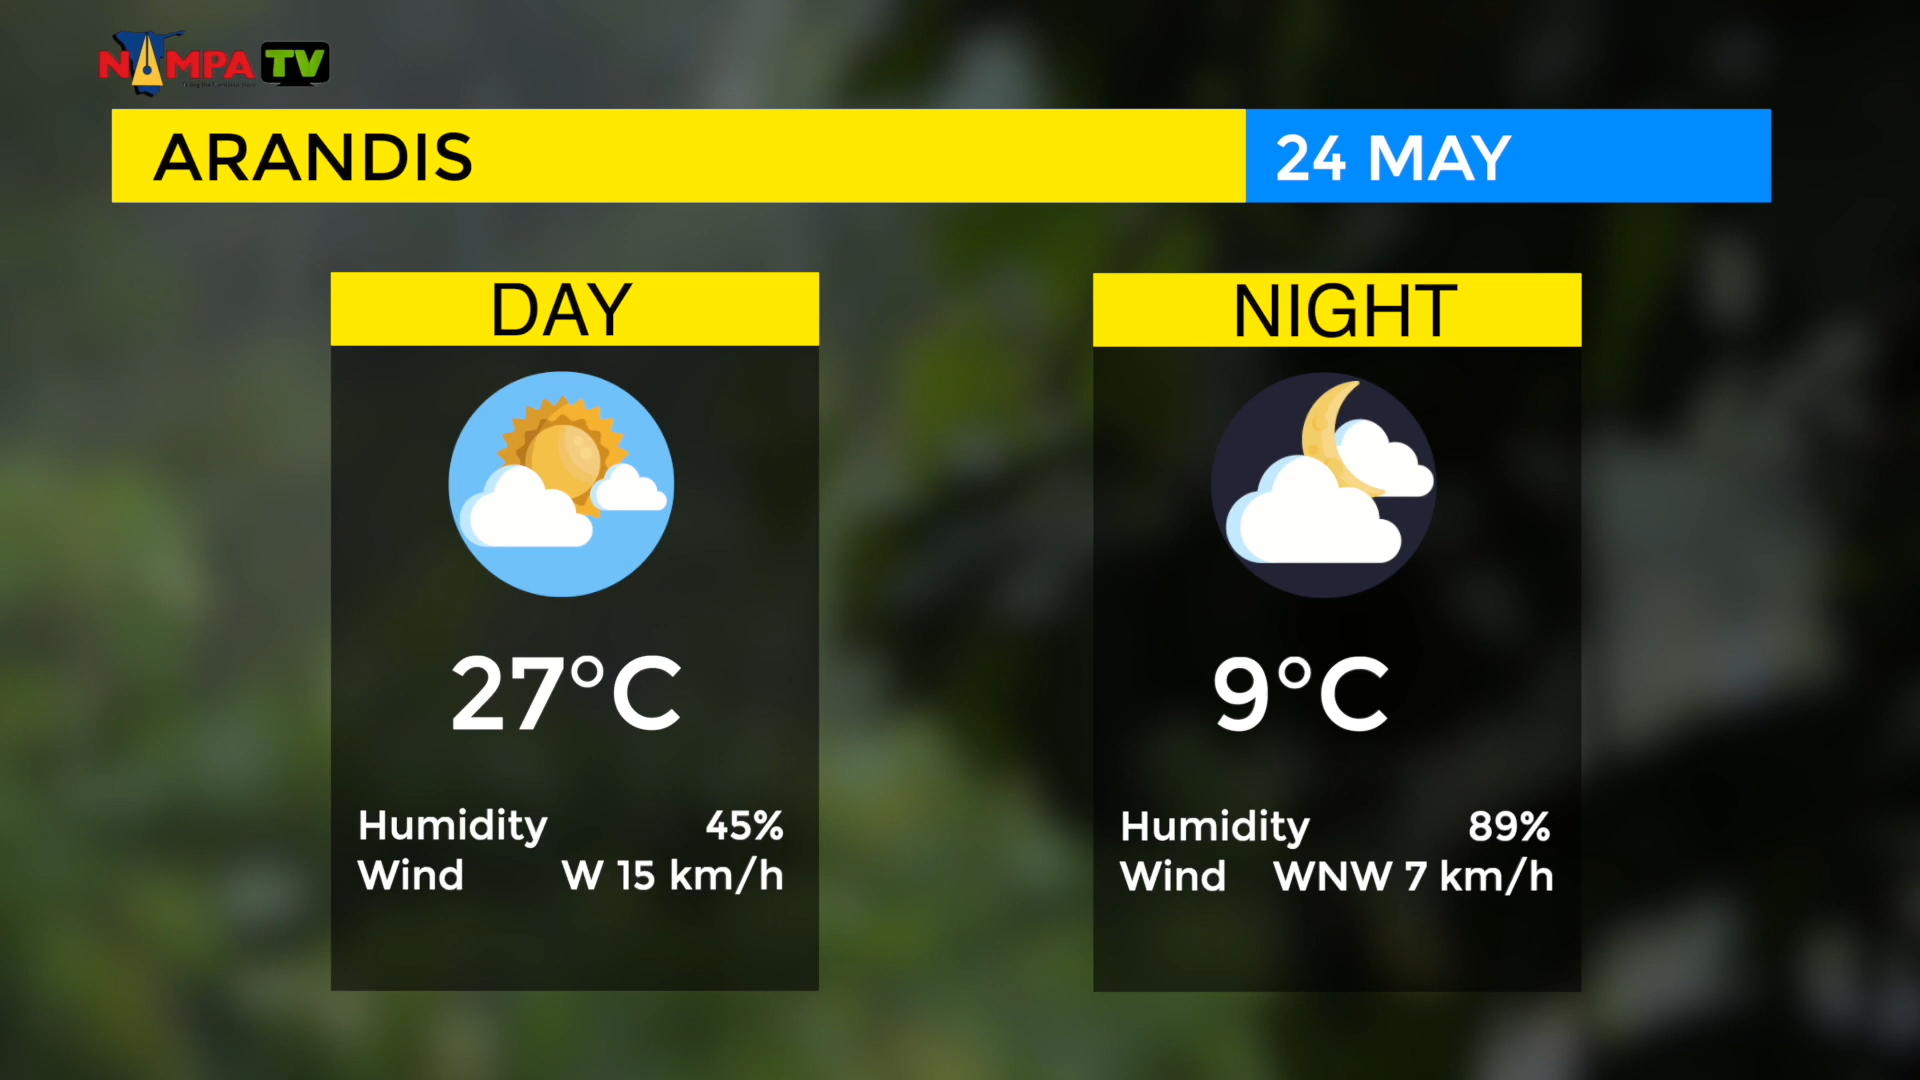 NAMPA TV
ARANDIS
24 MAY
DAY
27°C
Humidity 45%
Wind W 15 km/h
NIGHT
9°C
Humidity 89%
Wind WNW 7 km/h